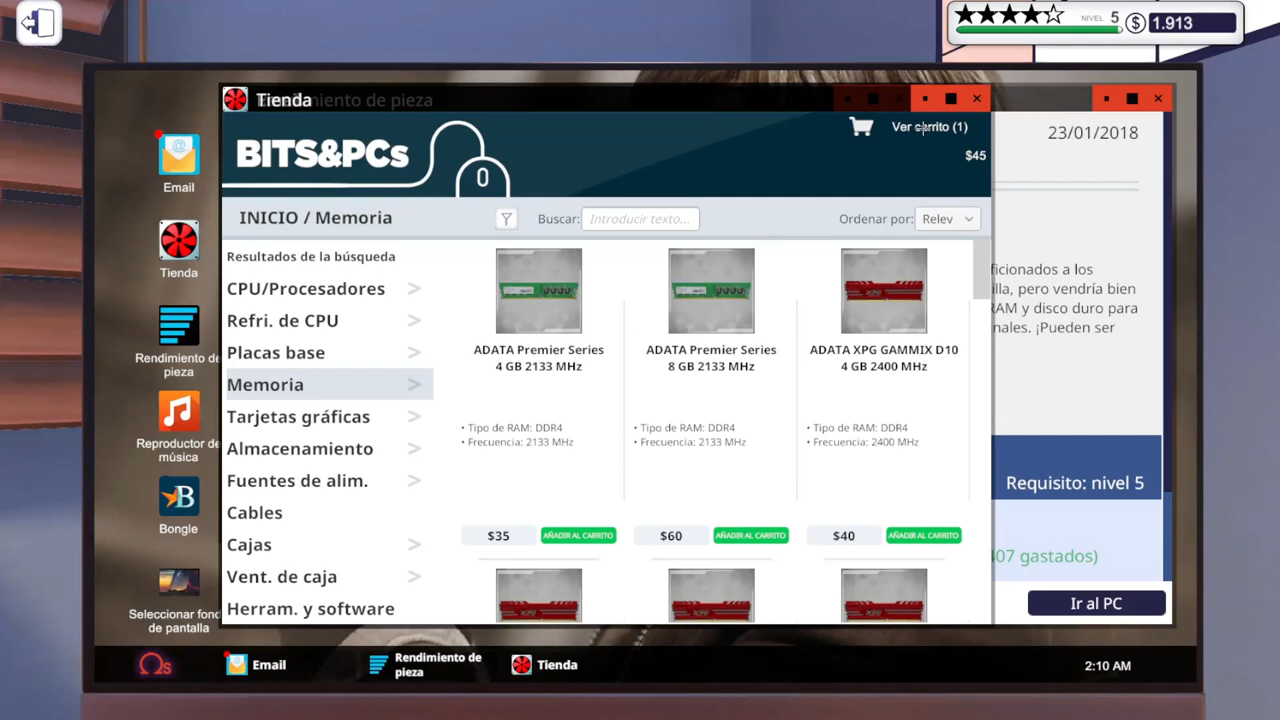 NIVEL 5
$ 1.913
Tienda
Rendimiento de pieza
Email
Tienda
Rendimiento de
pieza
Reproductor de
música
Bongle
Seleccionar fond
de pantalla
BITS&PCs
Ver carrito (1)
$45
INICIO / Memoria
Buscar: Introducir texto...
Ordenar por: Relev
Resultados de la búsqueda
CPU/Procesadores >
Refri. de CPU >
Placas base >
Memoria >
Tarjetas gráficas >
Almacenamiento >
Fuentes de alim. >
Cables
Cajas >
Vent. de caja >
Herram. y software
ADATA Premier Series
4 GB 2133 MHz
• Tipo de RAM: DDR4
• Frecuencia: 2133 MHz
$35 AÑADIR AL CARRITO
ADATA Premier Series
8 GB 2133 MHz
• Tipo de RAM: DDR4
• Frecuencia: 2133 MHz
$60 AÑADIR AL CARRITO
ADATA XPG GAMMIX D10
4 GB 2400 MHz
• Tipo de RAM: DDR4
• Frecuencia: 2400 MHz
$40 AÑADIR AL CARRITO
23/01/2018
ficionados a los
illa, pero vendría bien
RAM y disco duro para
nales. ¡Pueden ser
Requisito: nivel 5
407 gastados)
Ir al PC
Ωs
Email
Rendimiento de
pieza
Tienda
2:10 AM